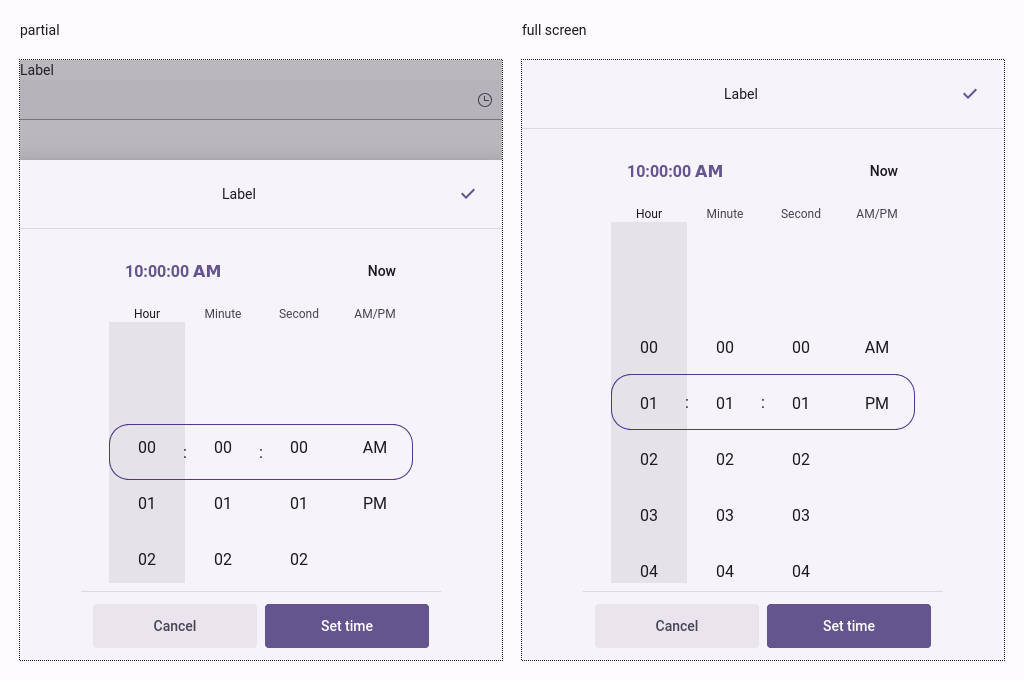 partial
Label
Label
10:00:00 AM Now
Hour Minute Second AM/PM
00 : 00 : 00 AM
01 01 01 PM
02 02 02
Cancel Set time
full screen
Label
10:00:00 AM Now
Hour Minute Second AM/PM
00 00 00 AM
01 : 01 : 01 PM
02 02 02
03 03 03
04 04 04
Cancel Set time